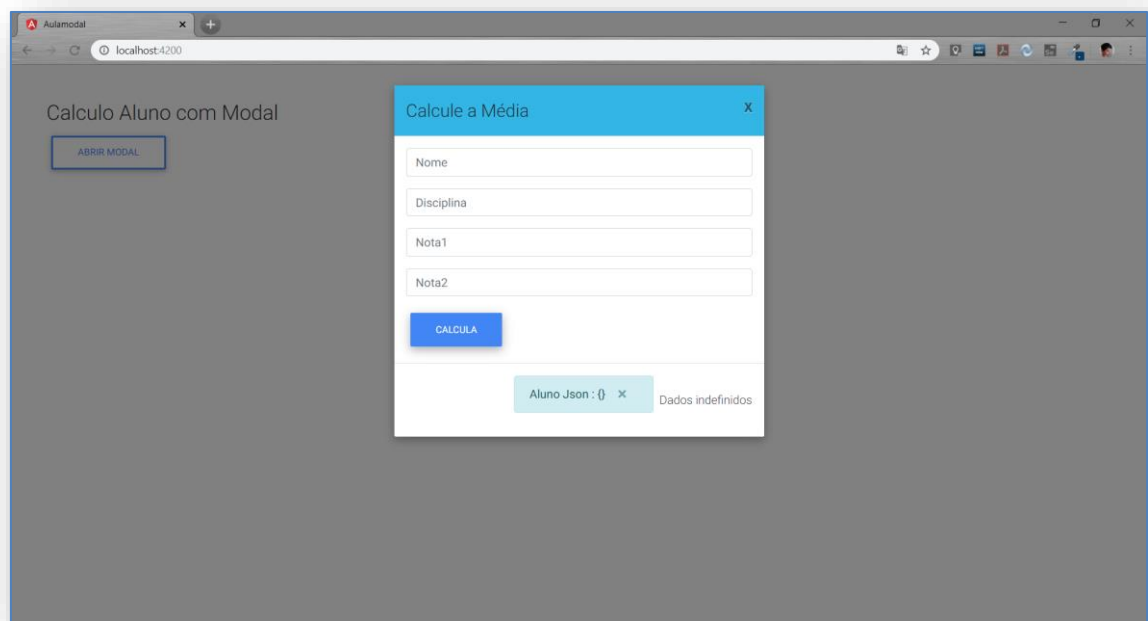 Aulamodal
localhost:4200
Calculo Aluno com Modal
ABRIR MODAL
Calcule a Média
X
Nome
Disciplina
Nota1
Nota2
CALCULA
Aluno Json : {} ×
Dados indefinidos